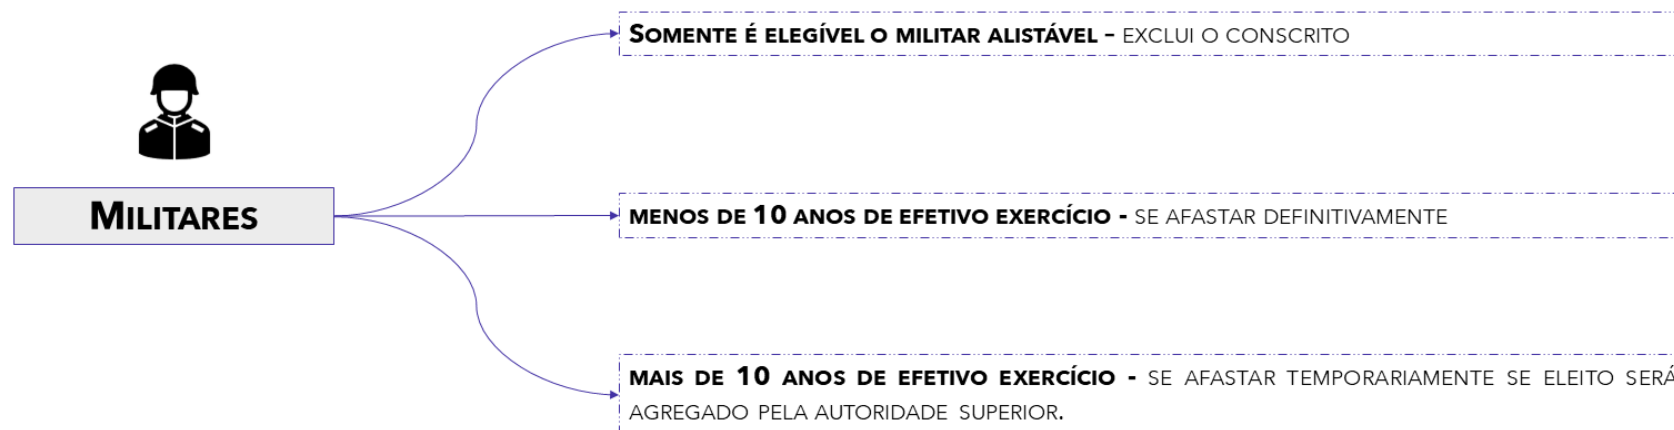 SOMENTE É ELEGÍVEL O MILITAR ALISTÁVEL – EXCLUI O CONSCRITO
MILITARES
MENOS DE 10 ANOS DE EFETIVO EXERCÍCIO - SE AFASTAR DEFINITIVAMENTE
MAIS DE 10 ANOS DE EFETIVO EXERCÍCIO - SE AFASTAR TEMPORARIAMENTE SE ELEITO SERÁ
AGREGADO PELA AUTORIDADE SUPERIOR.